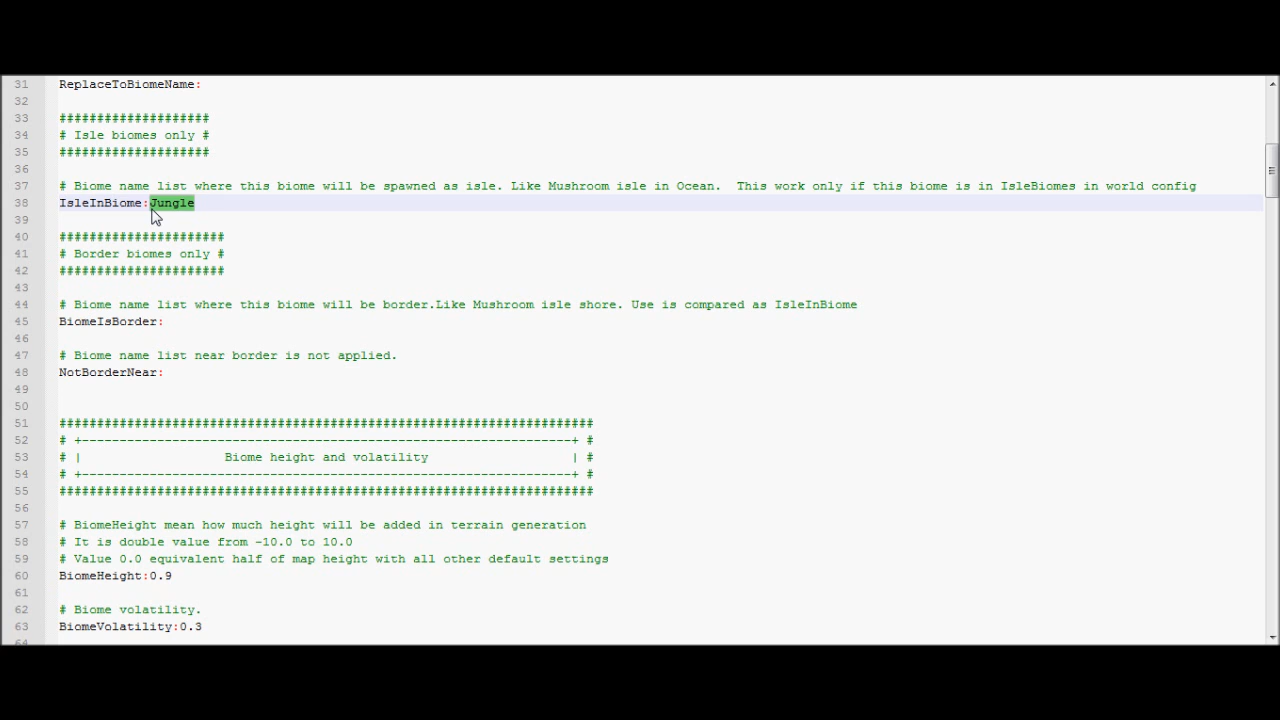 31 ReplaceToBiomeName:
32
33 ####################
34 # Isle biomes only #
35 ####################
36
37 # Biome name list where this biome will be spawned as isle. Like Mushroom isle in Ocean.  This work only if this biome is in IsleBiomes in world config
38 IsleInBiome:Jungle
39
40 ######################
41 # Border biomes only #
42 ######################
43
44 # Biome name list where this biome will be border.Like Mushroom isle shore. Use is compared as IsleInBiome
45 BiomeIsBorder:
46
47 # Biome name list near border is not applied.
48 NotBorderNear:
49
50
51 #######################################################################
52 # +-----------------------------------------------------------------+ #
53 # |                   Biome height and volatility                   | #
54 # +-----------------------------------------------------------------+ #
55 #######################################################################
56
57 # BiomeHeight mean how much height will be added in terrain generation
58 # It is double value from -10.0 to 10.0
59 # Value 0.0 equivalent half of map height with all other default settings
60 BiomeHeight:0.9
61
62 # Biome volatility.
63 BiomeVolatility:0.3
64